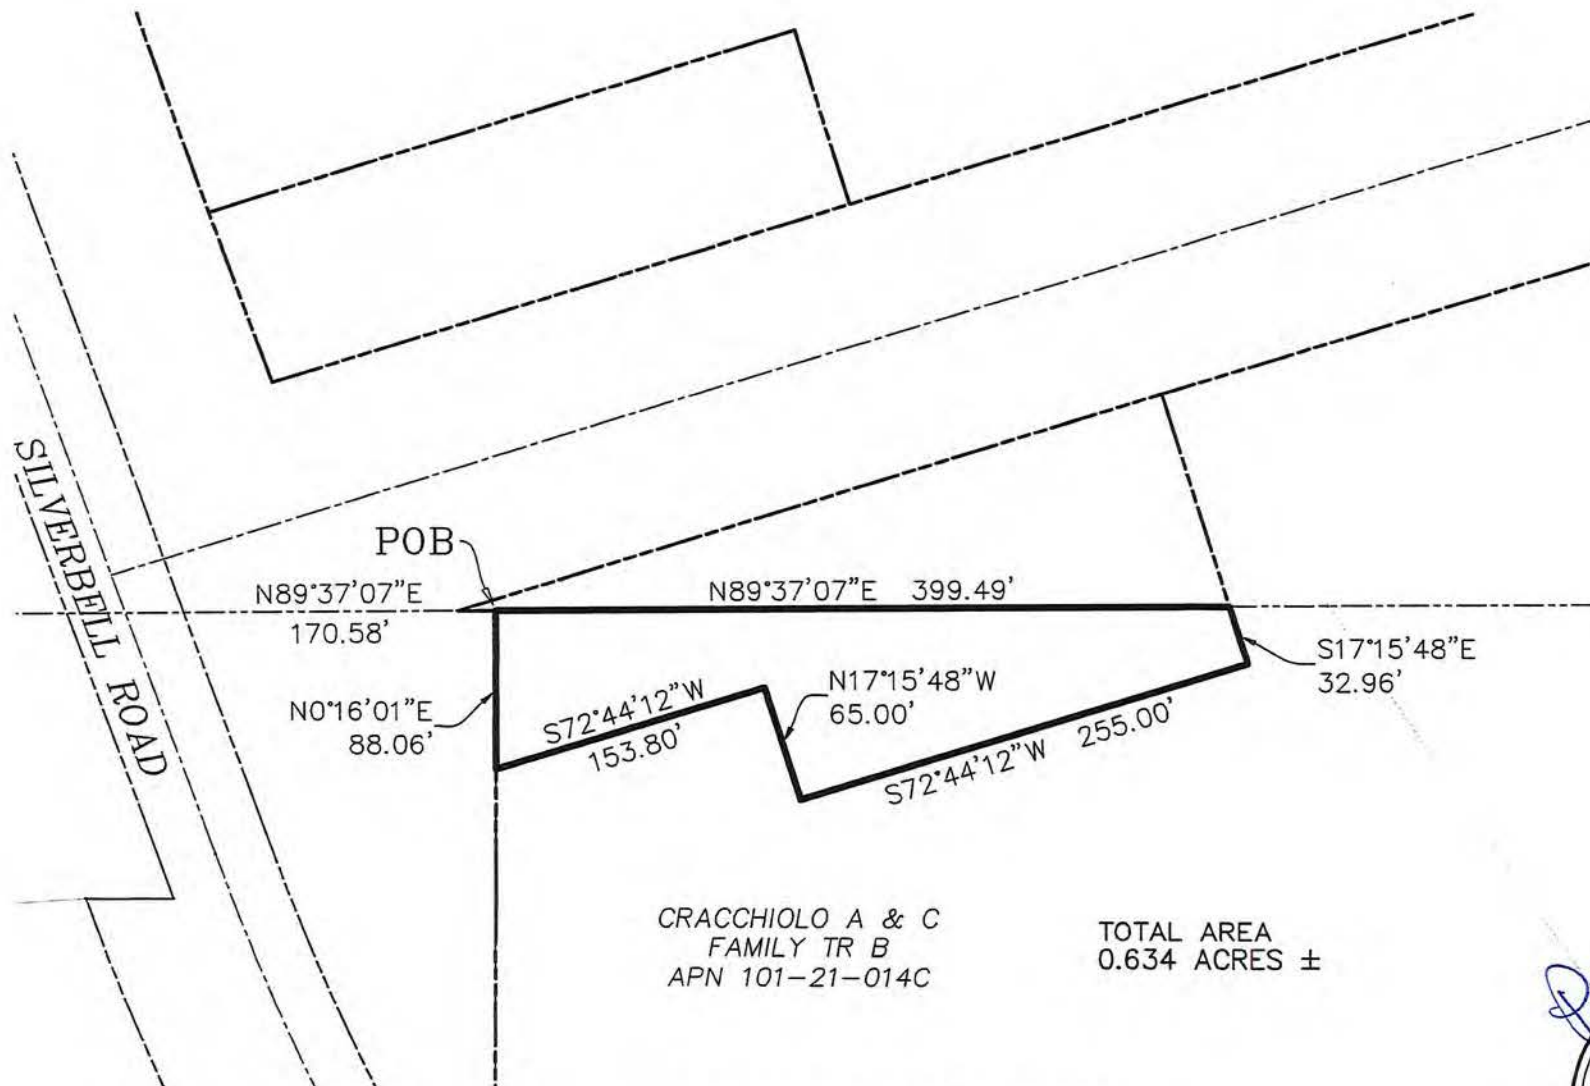 SILVERBELL ROAD
POB
N89°37'07"E
170.58'
N89°37'07"E 399.49'
S17°15'48"E
32.96'
N0°16'01"E
88.06'
S72°44'12"W
153.80'
N17°15'48"W
65.00'
S72°44'12"W 255.00'
CRACCHIOLO A & C
FAMILY TR B
APN 101-21-014C
TOTAL AREA
0.634 ACRES ±